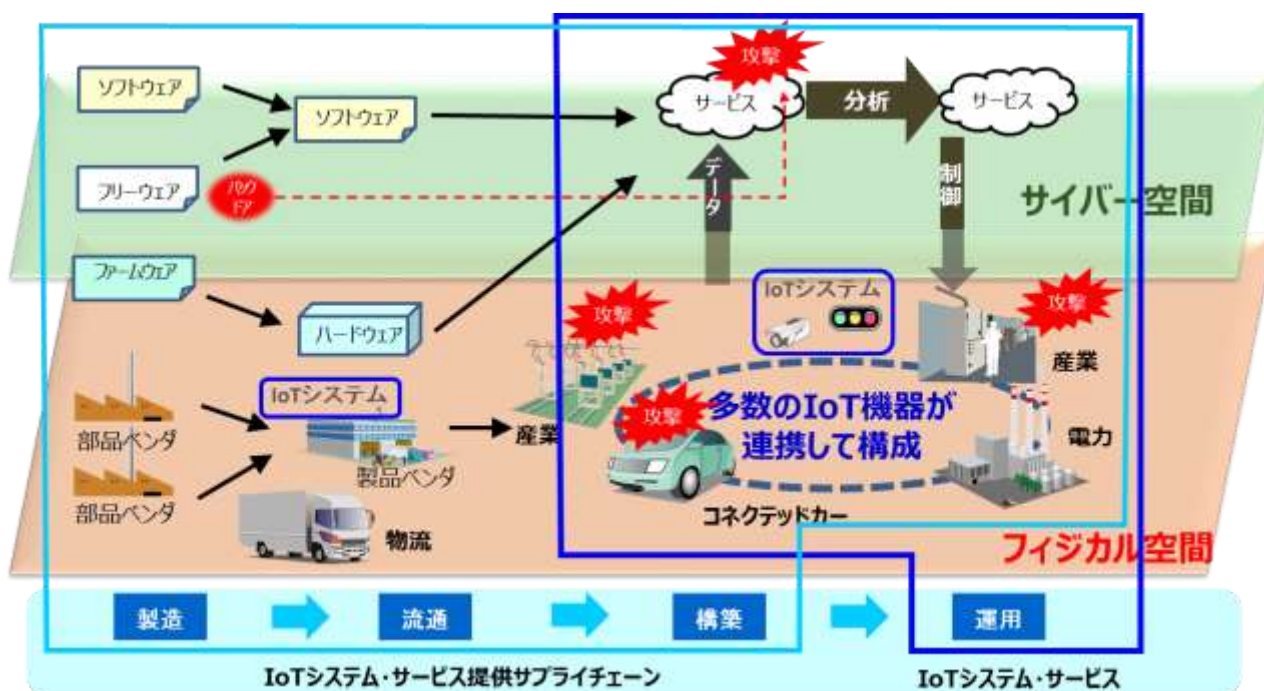 攻撃
ソフトウェア
ソフトウェア
サービス
分析
サービス
フリーウェア
バック
ドア
データ
制御
サイバー空間
ファームウェア
ハードウェア
IoTシステム
攻撃
攻撃
産業
IoTシステム
攻撃
多数のIoT機器が
連携して構成
部品ベンダ
製品ベンダ
産業
電力
部品ベンダ
物流
コネクテッドカー
フィジカル空間
製造
流通
構築
運用
IoTシステム・サービス提供サプライチェーン
IoTシステム・サービス